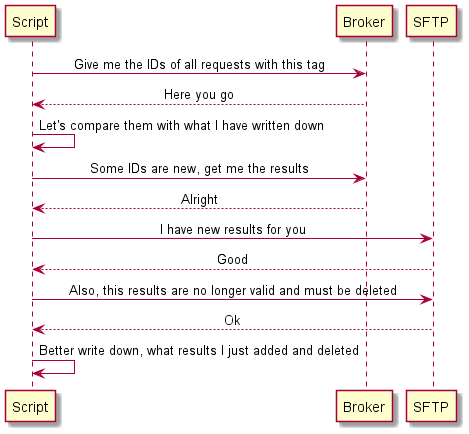 Script Broker SFTP
Give me the IDs of all requests with this tag
Here you go
Let's compare them with what I have written down
Some IDs are new, get me the results
Alright
I have new results for you
Good
Also, this results are no longer valid and must be deleted
Ok
Better write down, what results I just added and deleted
Script Broker SFTP